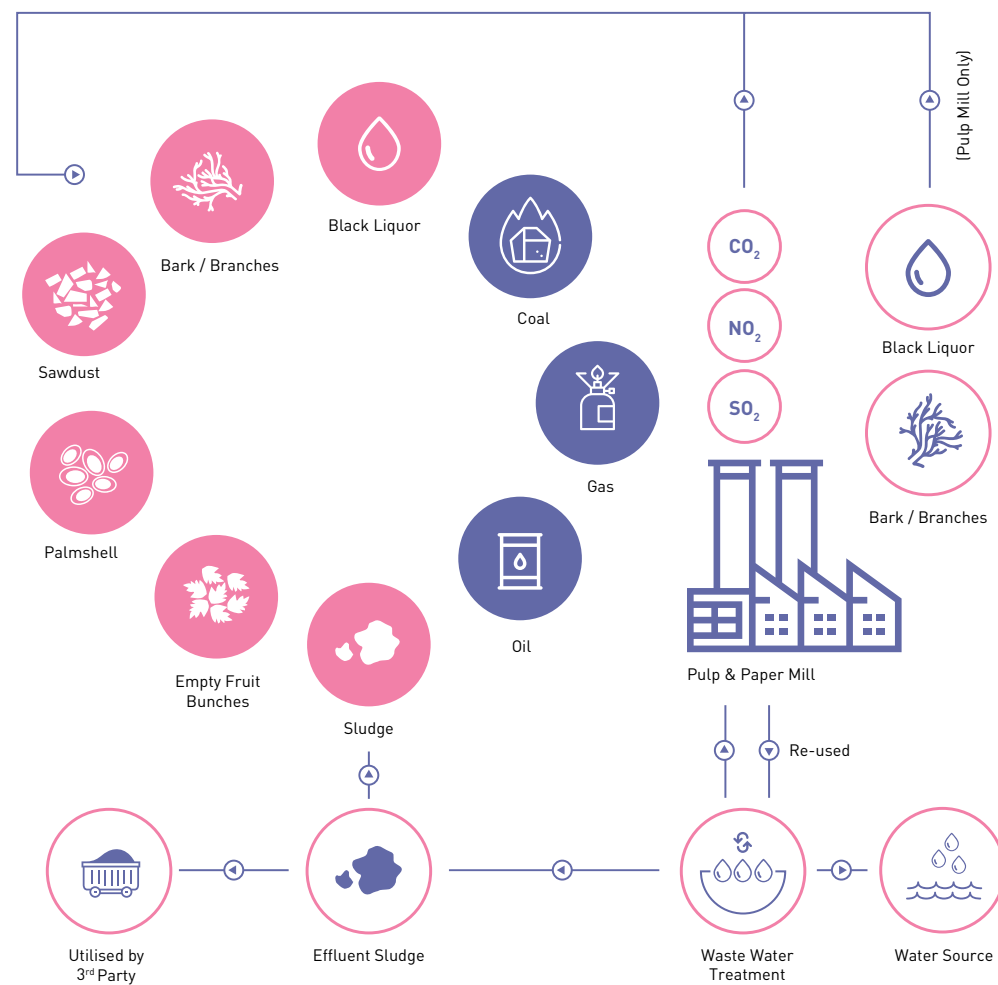 (Pulp Mill Only)
Black Liquor
Bark / Branches
Coal
CO2
NO2
SO2
Black Liquor
Sawdust
Gas
Bark / Branches
Palmshell
Oil
Empty Fruit
Bunches
Sludge
Pulp & Paper Mill
Re-used
Utilised by
3rd Party
Effluent Sludge
Waste Water
Treatment
Water Source